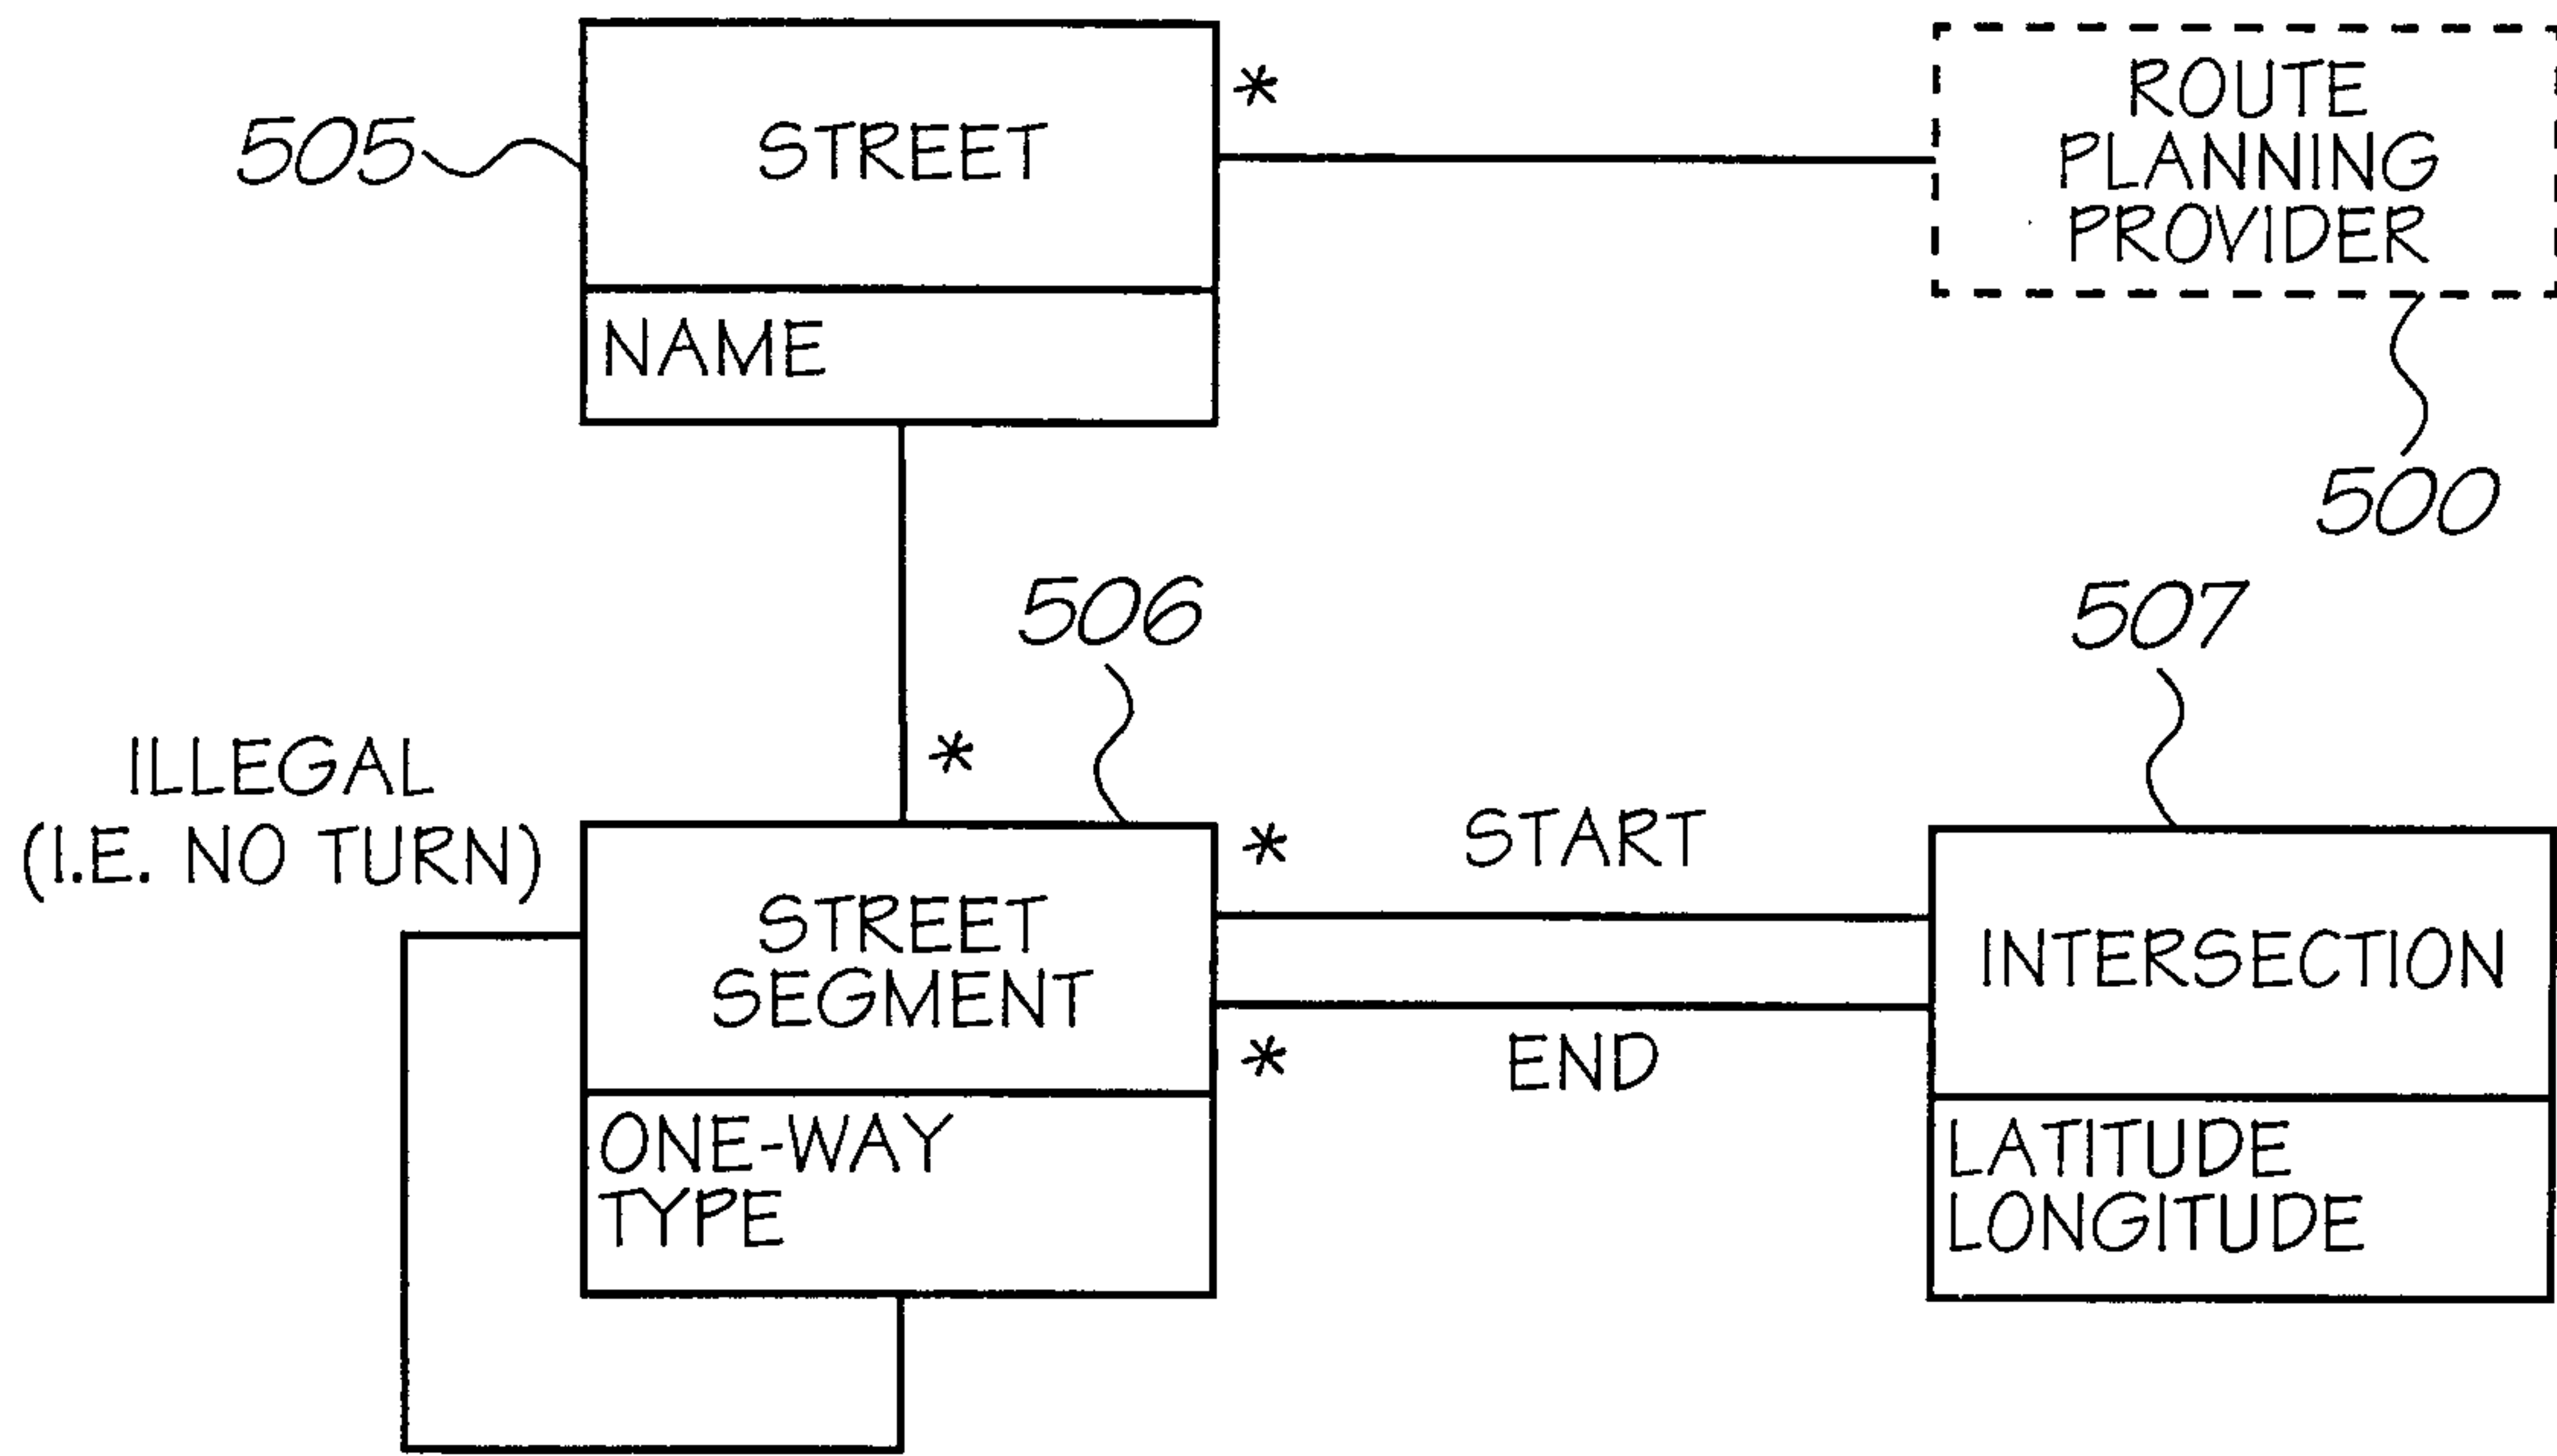 505
STREET
*
NAME
ROUTE
PLANNING
PROVIDER
500
506
507
*
ILLEGAL
(I.E. NO TURN)
STREET
SEGMENT
ONE-WAY
TYPE
*
START
*
END
INTERSECTION
LATITUDE
LONGITUDE